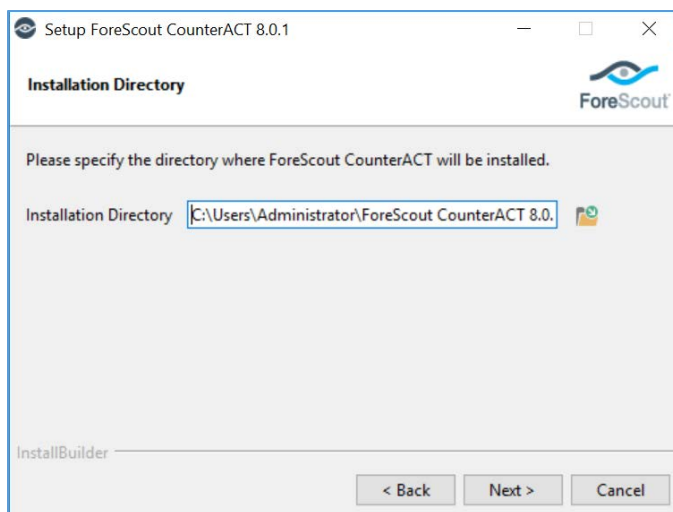 Setup ForeScout CounterACT 8.0.1
Installation Directory
ForeScout
Please specify the directory where ForeScout CounterACT will be installed.
Installation Directory C:\Users\Administrator\ForeScout CounterACT 8.0.
InstallBuilder
< Back Next > Cancel